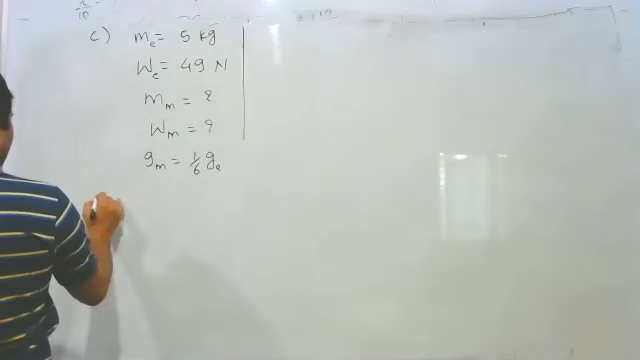 c) m_e = 5 kg
W_e = 49 N
m_m = ?
W_m = ?
g_m = 1/6 g_e